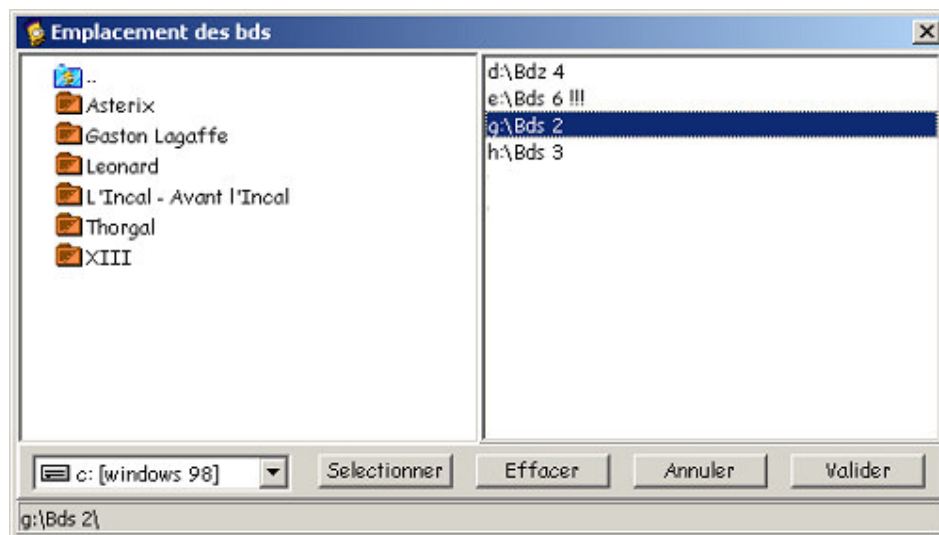 Emplacement des bds
..
Asterix
Gaston Lagaffe
Leonard
L'Incal - Avant l'Incal
Thorgal
XIII
d:\Bdz 4
e:\Bds 6 !!!
g:\Bds 2
h:\Bds 3
c: [windows 98]
Selectionner
Effacer
Annuler
Valider
g:\Bds 2\